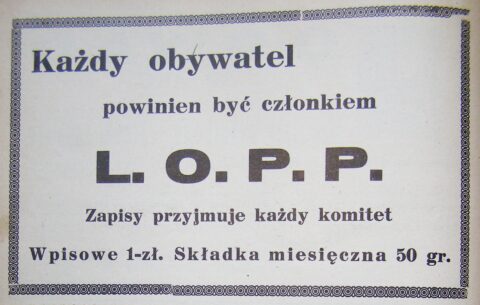 Każdy obywatel
powinien być członkiem
L. O. P. P.
Zapisy przyjmuje każdy komitet
Wpisowe 1-zł. Składka miesięczna 50 gr.